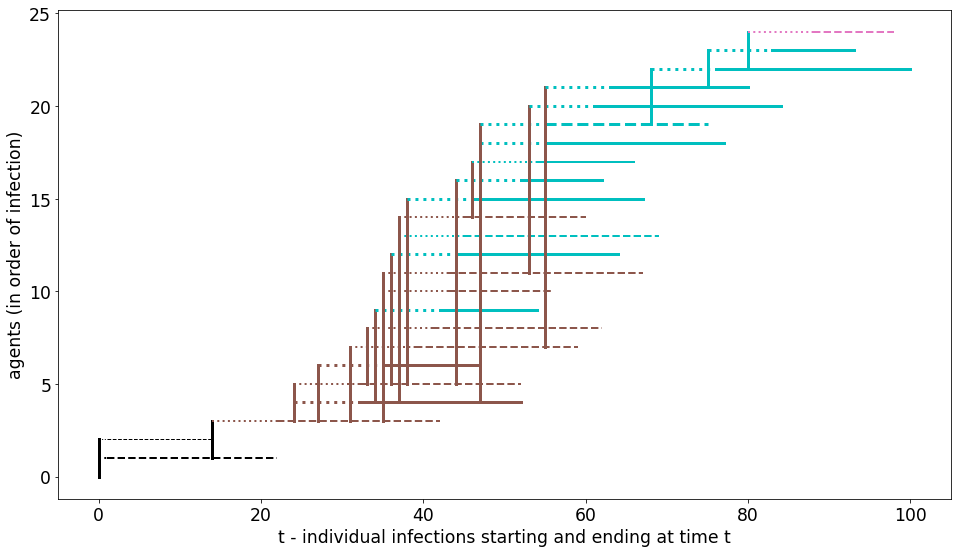 25
20
15
10
5
0
agents (in order of infection)
0 20 40 60 80 100
t - individual infections starting and ending at time t